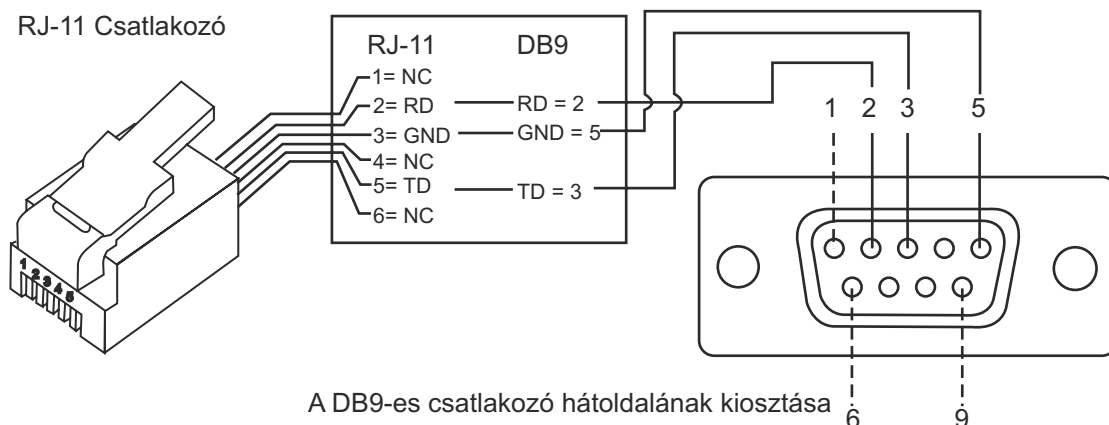 RJ-11 Csatlakozó
RJ-11 DB9
1= NC
2= RD RD = 2
3= GND GND = 5
4= NC
5= TD TD = 3
6= NC
1 2 3 5
1 2 3 4 5
A DB9-es csatlakozó hátoldalának kiosztása
6 9